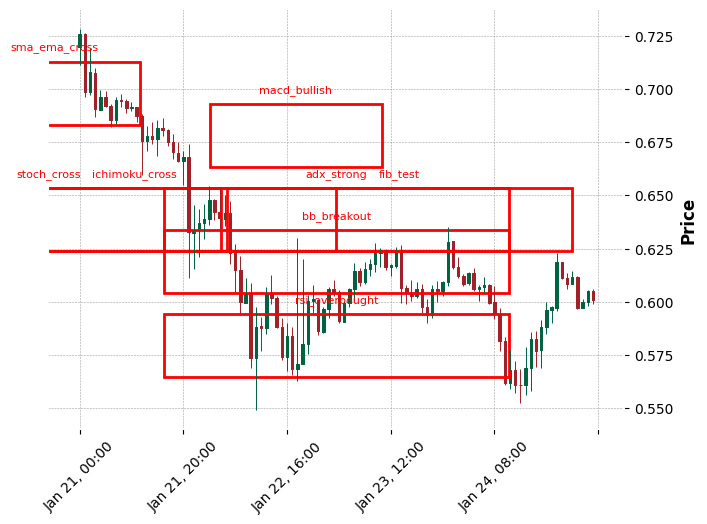 0.725
sma_ema_cross
0.700
macd_bullish
0.675
stoch_cross ichimoku_cross adx_strong fib_test
0.650
bb_breakout
0.625
Price
rsi_overbought
0.600
0.575
0.550
Jan 21, 00:00
Jan 21, 20:00
Jan 22, 16:00
Jan 23, 12:00
Jan 24, 08:00